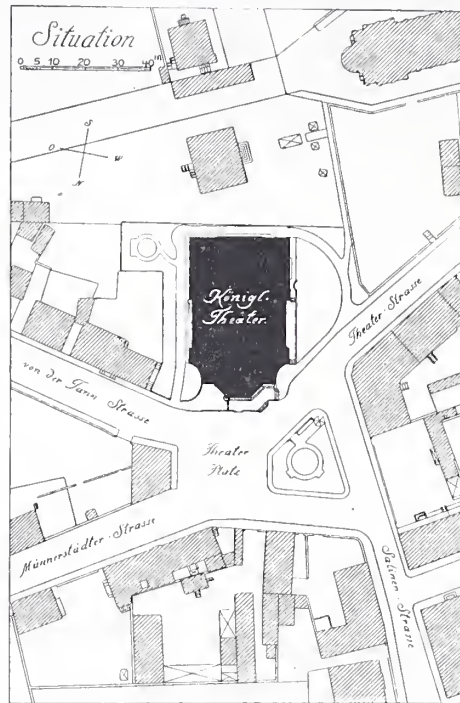 Situation
0 5 10 20 30 40 m
S
O
W
N
Königl.
Theater.
Theater-Strasse
von der Tann Strasse
Theater
Platz
Münnerstädter-Strasse
Salinen-Strasse